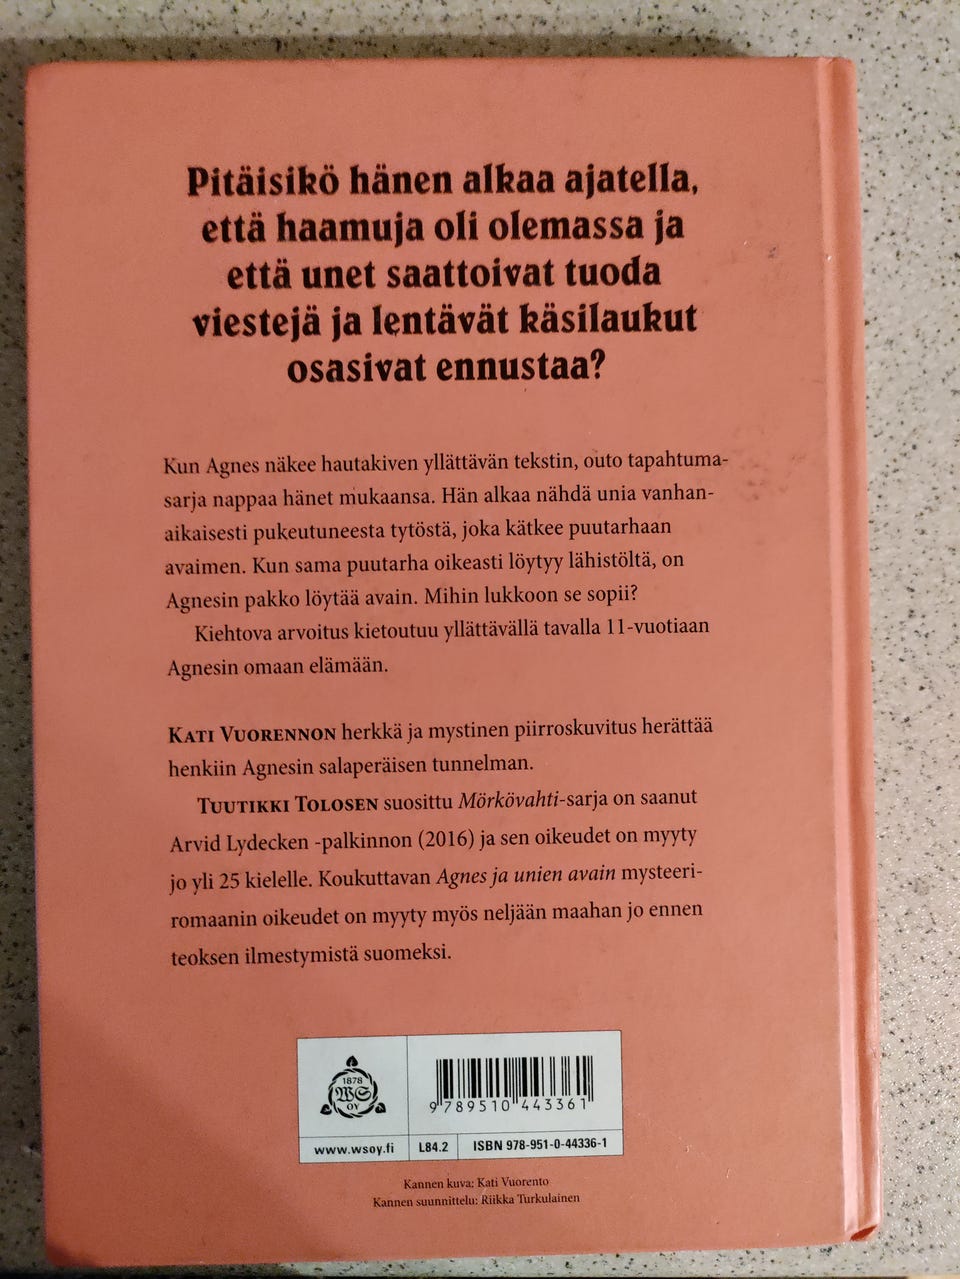 Pitäisikö hänen alkaa ajatella,
että haamuja oli olemassa ja
että unet saattoivat tuoda
viestejä ja lentävät käsilaukut
osasivat ennustaa?
Kun Agnes näkee hautakiven yllättävän tekstin, outo tapahtuma-
sarja nappaa hänet mukaansa. Hän alkaa nähdä unia vanhan-
aikaisesti pukeutuneesta tytöstä, joka kätkee puutarhaan
avaimen. Kun sama puutarha oikeasti löytyy lähistöltä, on
Agnesin pakko löytää avain. Mihin lukkoon se sopii?
Kiehtova arvoitus kietoutuu yllättävällä tavalla 11-vuotiaan
Agnesin omaan elämään.
KATI VUORENNON herkkä ja mystinen piirroskuvitus herättää
henkiin Agnesin salaperäisen tunnelman.
TUUTIKKI TOLOSEN suosittu Mörkövahti-sarja on saanut
Arvid Lydecken -palkinnon (2016) ja sen oikeudet on myyty
jo yli 25 kielelle. Koukuttavan Agnes ja unien avain mysteeri-
romaanin oikeudet on myyty myös neljään maahan jo ennen
teoksen ilmestymistä suomeksi.
1878
WS
OY
9 789510 443361
www.wsoy.fi
L84.2
ISBN 978-951-0-44336-1
Kannen kuva: Kati Vuorento
Kannen suunnittelu: Riikka Turkulainen